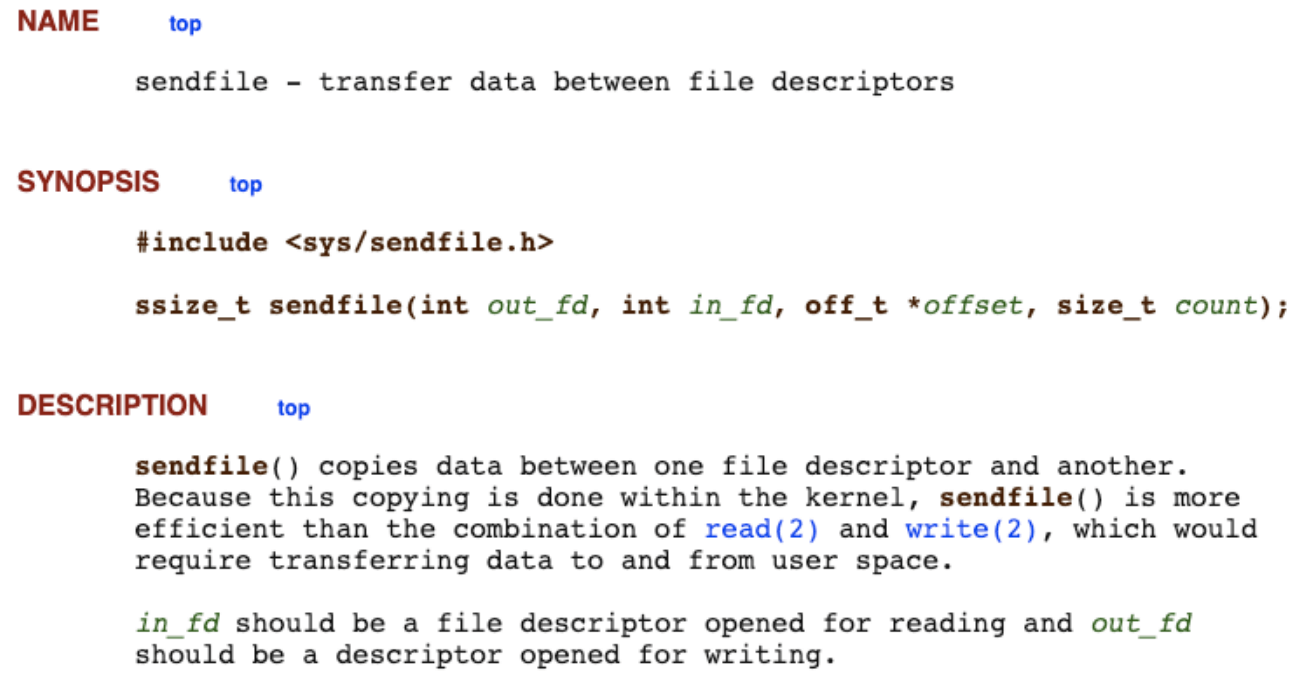 NAME top
sendfile - transfer data between file descriptors
SYNOPSIS top
#include <sys/sendfile.h>
ssize_t sendfile(int out_fd, int in_fd, off_t *offset, size_t count);
DESCRIPTION top
sendfile() copies data between one file descriptor and another.
Because this copying is done within the kernel, sendfile() is more
efficient than the combination of read(2) and write(2), which would
require transferring data to and from user space.
in_fd should be a file descriptor opened for reading and out_fd
should be a descriptor opened for writing.